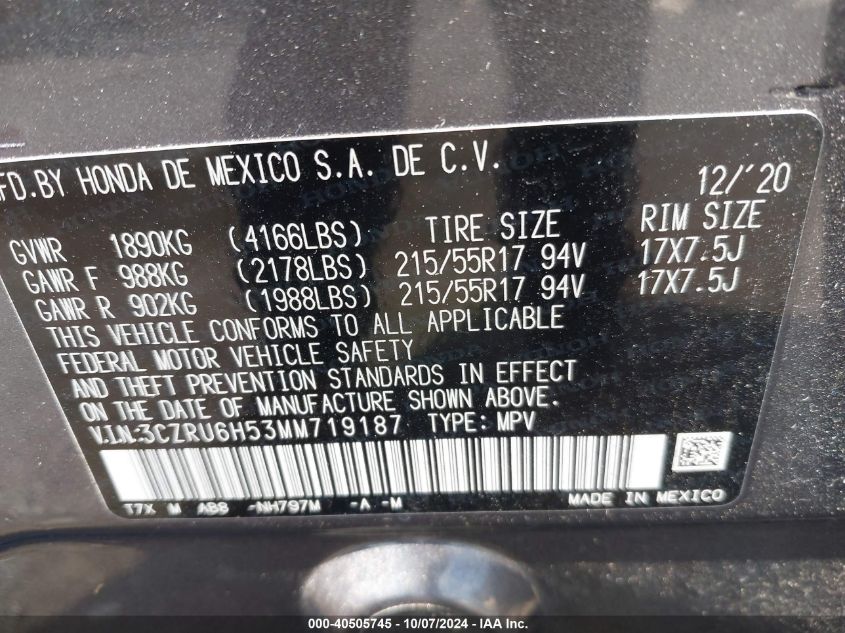 MFD.BY HONDA DE MEXICO S.A. DE C.V. 12/'20
GVWR 1890KG (4166LBS) TIRE SIZE RIM SIZE
GAWR F 988KG (2178LBS) 215/55R17 94V 17X7.5J
GAWR R 902KG (1988LBS) 215/55R17 94V 17X7.5J
THIS VEHICLE CONFORMS TO ALL APPLICABLE
FEDERAL MOTOR VEHICLE SAFETY
AND THEFT PREVENTION STANDARDS IN EFFECT
ON THE DATE OF MANUFACTURE SHOWN ABOVE.
V.I.N:3CZRU6H53MM719187 TYPE: MPV
T7X M ABB -NH797M -A -M MADE IN MEXICO
000-40505745 - 10/07/2024 - IAA Inc.